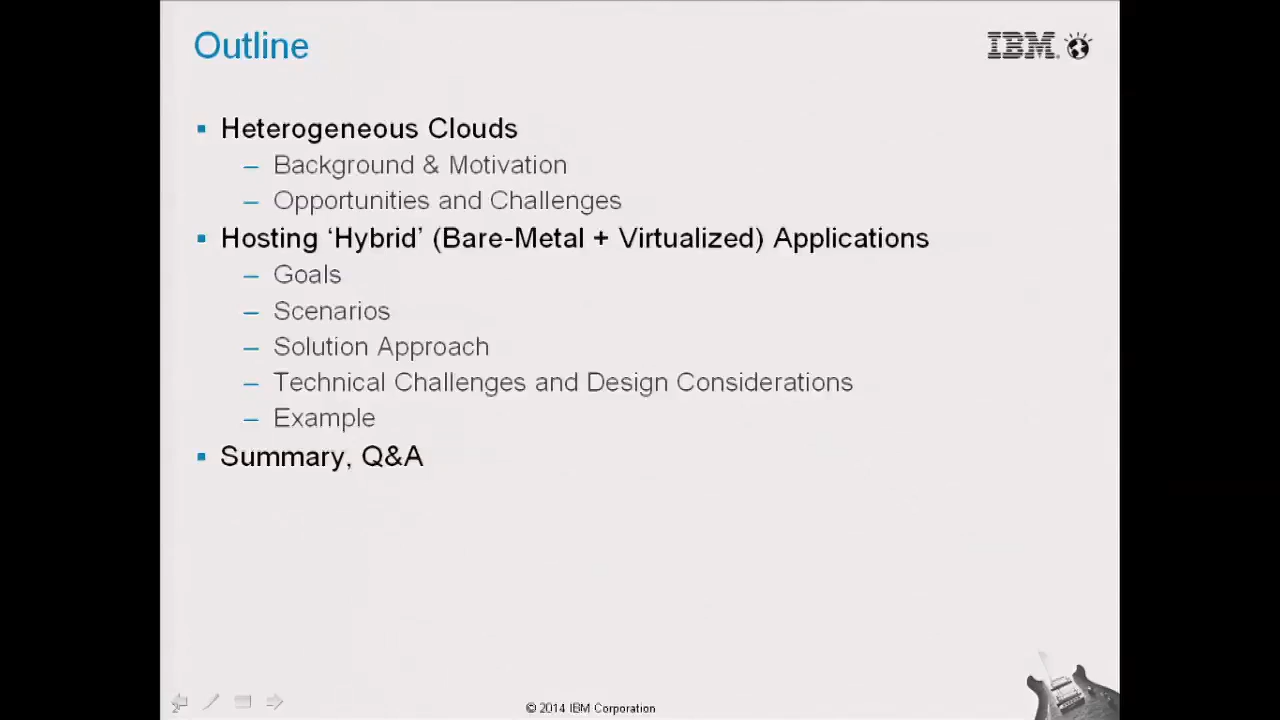 Outline
IBM
▪ Heterogeneous Clouds
– Background & Motivation
– Opportunities and Challenges
▪ Hosting ‘Hybrid’ (Bare-Metal + Virtualized) Applications
– Goals
– Scenarios
– Solution Approach
– Technical Challenges and Design Considerations
– Example
▪ Summary, Q&A
© 2014 IBM Corporation